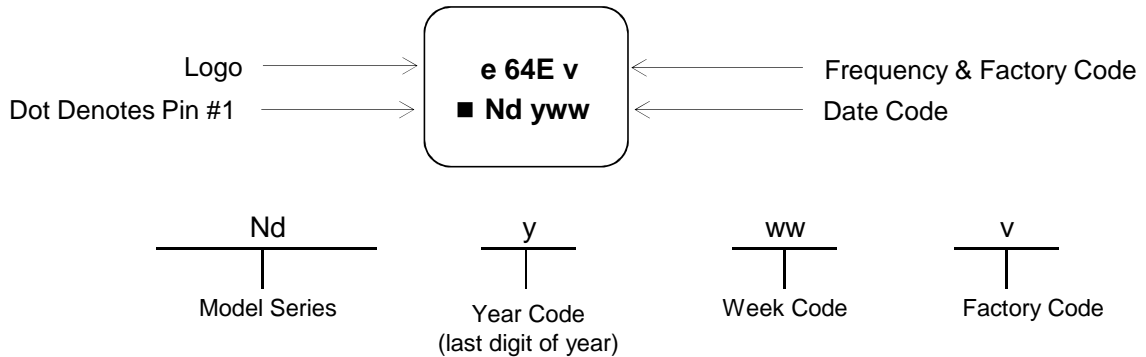 Logo
Dot Denotes Pin #1
e 64E v
■ Nd yww
Frequency & Factory Code
Date Code
Nd
Model Series
y
Year Code
(last digit of year)
ww
Week Code
v
Factory Code